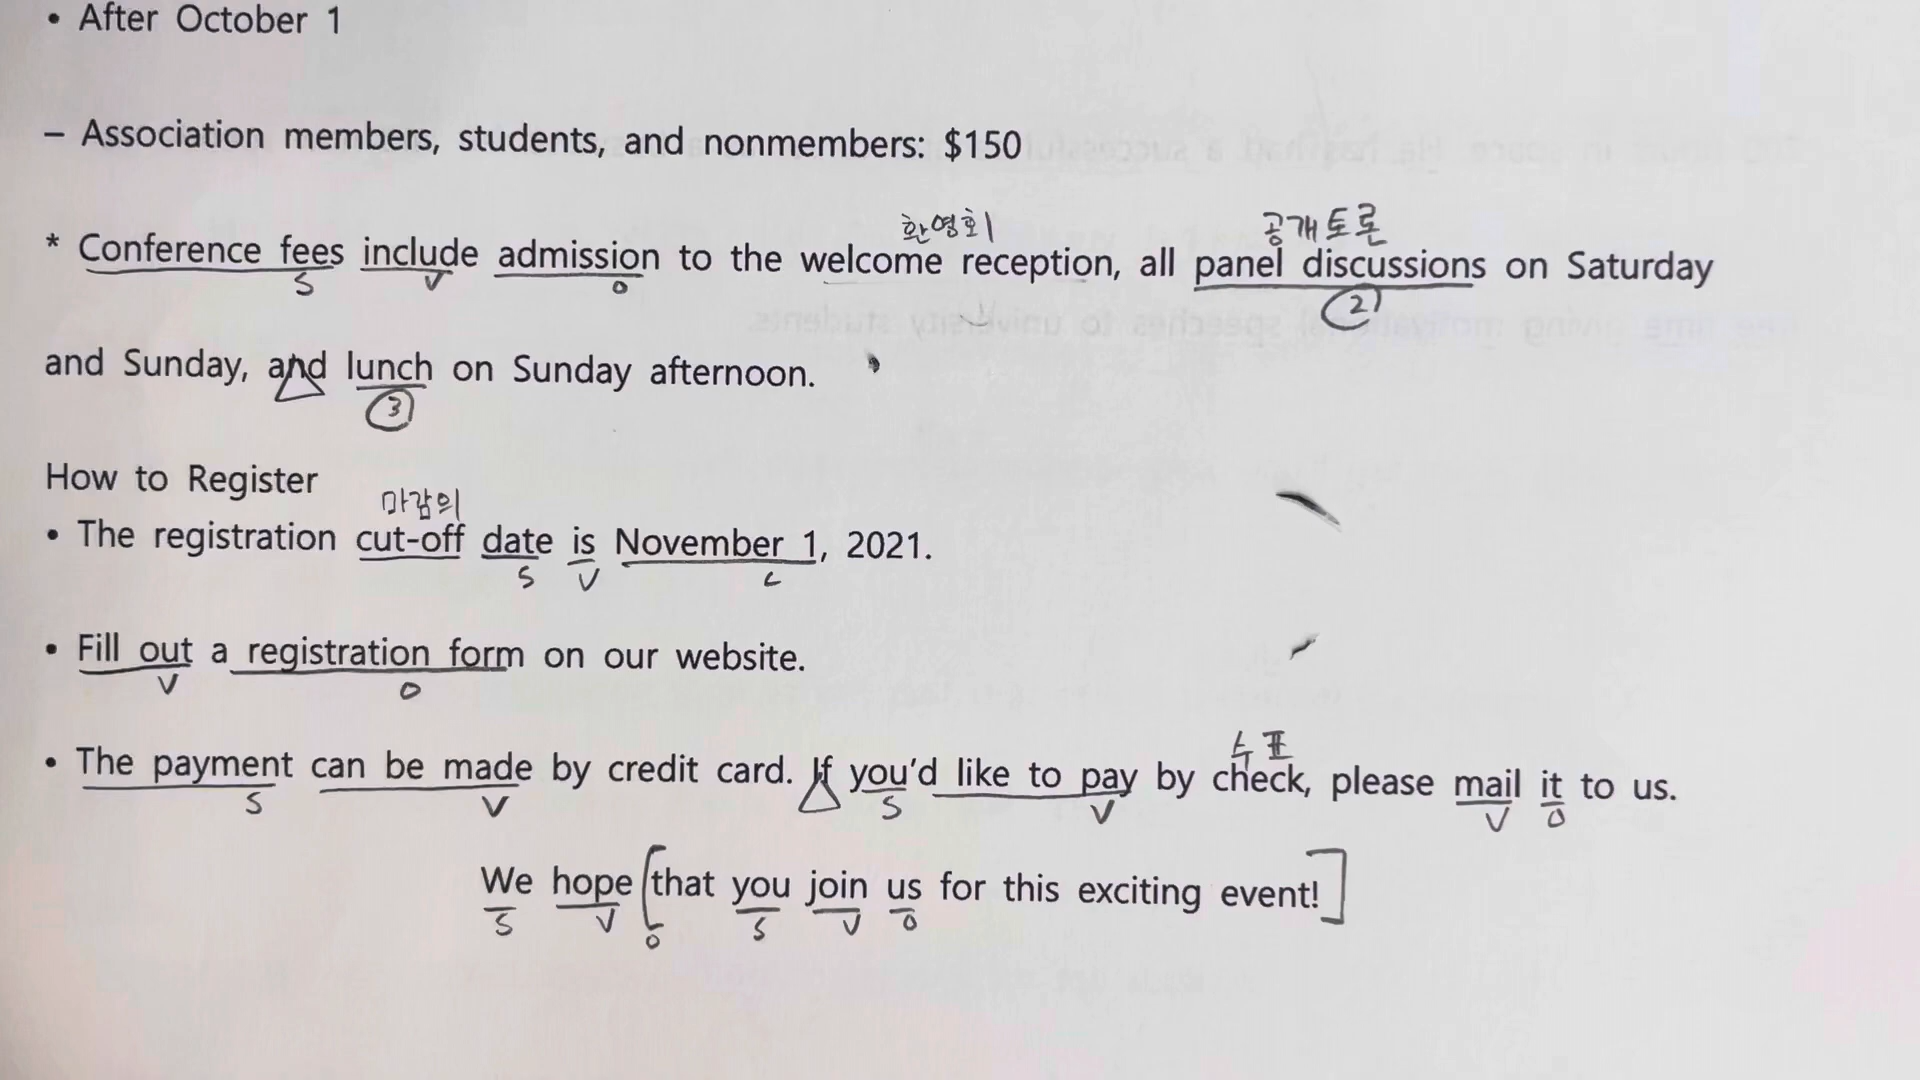 • After October 1
– Association members, students, and nonmembers: $150
환영회 공개토론
* Conference fees include admission to the welcome reception, all panel discussions on Saturday
S V O ②
and Sunday, and lunch on Sunday afternoon.
③
How to Register
마감의
• The registration cut-off date is November 1, 2021.
S V C
• Fill out a registration form on our website.
V O
수표
• The payment can be made by credit card. If you'd like to pay by check, please mail it to us.
S V S V V O
We hope [that you join us for this exciting event!]
S V O S V O